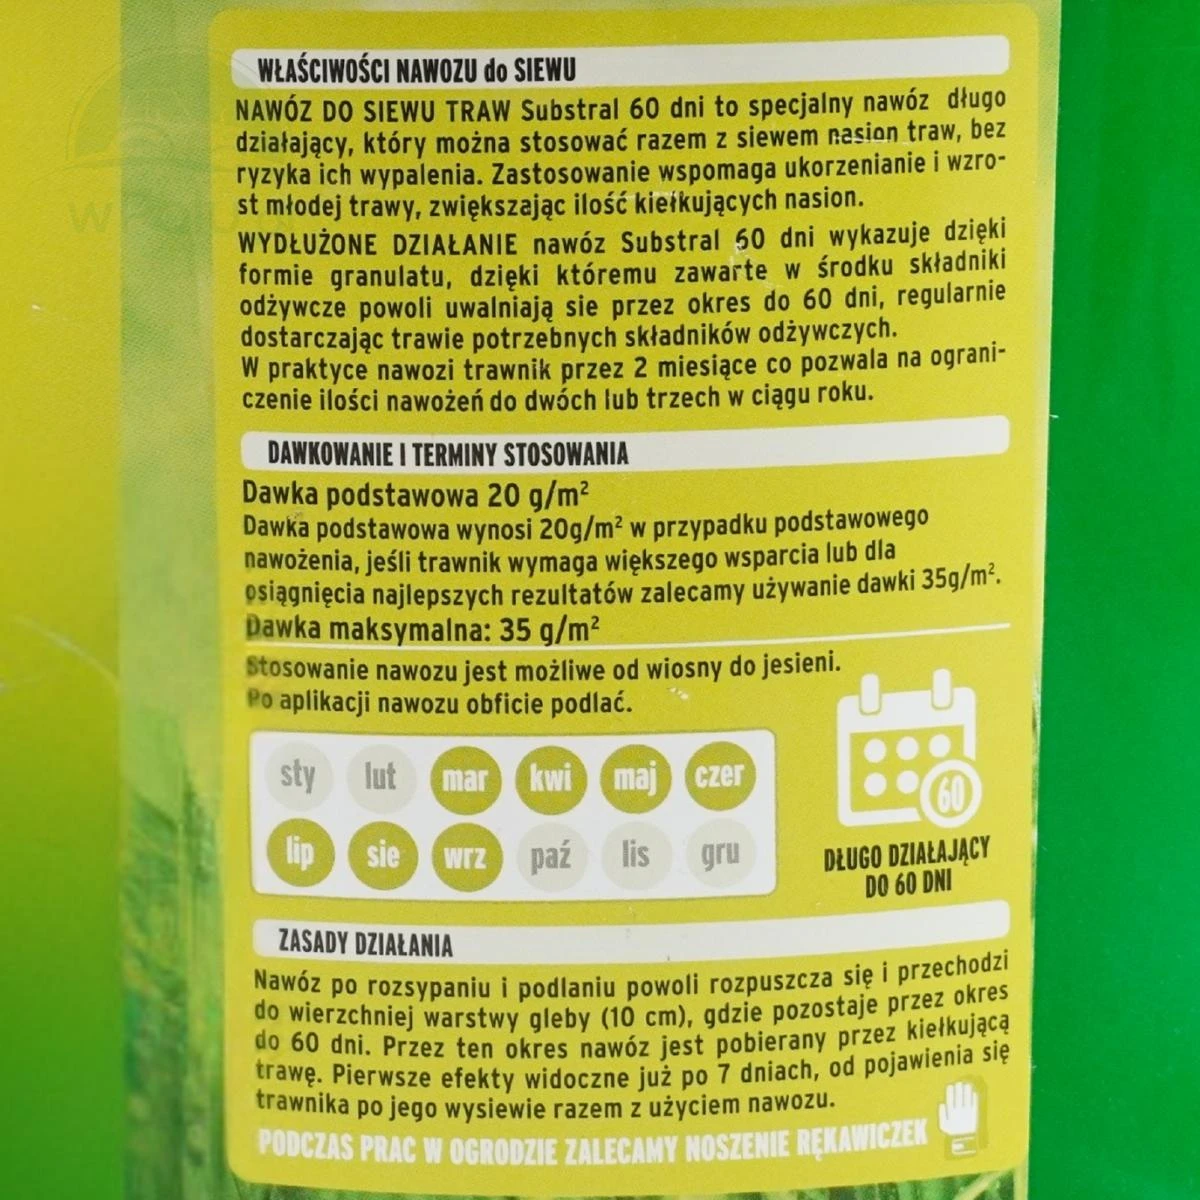 WŁAŚCIWOŚCI NAWOZU do SIEWU
NAWÓZ DO SIEWU TRAW Substral 60 dni to specjalny nawóz długo
działający, który można stosować razem z siewem nasion traw, bez
ryzyka ich wypalenia. Zastosowanie wspomaga ukorzenianie i wzro-
st młodej trawy, zwiększając ilość kiełkujących nasion.
WYDŁUŻONE DZIAŁANIE nawóz Substral 60 dni wykazuje dzięki
formie granulatu, dzięki któremu zawarte w środku składniki
odżywcze powoli uwalniają sie przez okres do 60 dni, regularnie
dostarczając trawie potrzebnych składników odżywczych.
W praktyce nawozi trawnik przez 2 miesiące co pozwala na ograni-
czenie ilości nawożeń do dwóch lub trzech w ciągu roku.
DAWKOWANIE I TERMINY STOSOWANIA
Dawka podstawowa 20 g/m²
Dawka podstawowa wynosi 20g/m² w przypadku podstawowego
nawożenia, jeśli trawnik wymaga większego wsparcia lub dla
osiągnięcia najlepszych rezultatów zalecamy używanie dawki 35g/m².
Dawka maksymalna: 35 g/m²
Stosowanie nawozu jest możliwe od wiosny do jesieni.
Po aplikacji nawozu obficie podlać.
sty lut mar kwi maj czer
lip sie wrz paź lis gru
60
DŁUGO DZIAŁAJĄCY
DO 60 DNI
ZASADY DZIAŁANIA
Nawóz po rozsypaniu i podlaniu powoli rozpuszcza się i przechodzi
do wierzchniej warstwy gleby (10 cm), gdzie pozostaje przez okres
do 60 dni. Przez ten okres nawóz jest pobierany przez kiełkującą
trawę. Pierwsze efekty widoczne już po 7 dniach, od pojawienia się
trawnika po jego wysiewie razem z użyciem nawozu.
PODCZAS PRAC W OGRODZIE ZALECAMY NOSZENIE RĘKAWICZEK